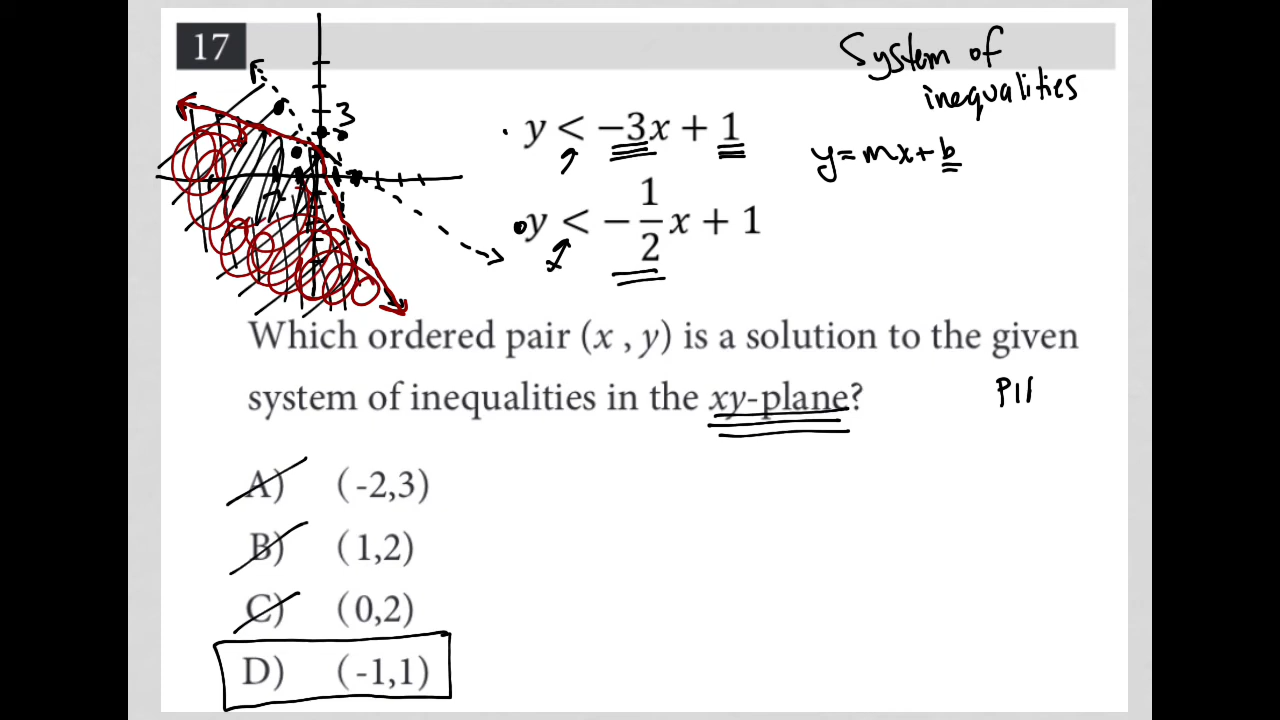 17
System of
inequalities
3
y < −3x + 1
y = mx + b
y < −1/2x + 1
Which ordered pair (x , y) is a solution to the given
system of inequalities in the xy-plane?
A) (-2,3)
B) (1,2)
C) (0,2)
D) (-1,1)